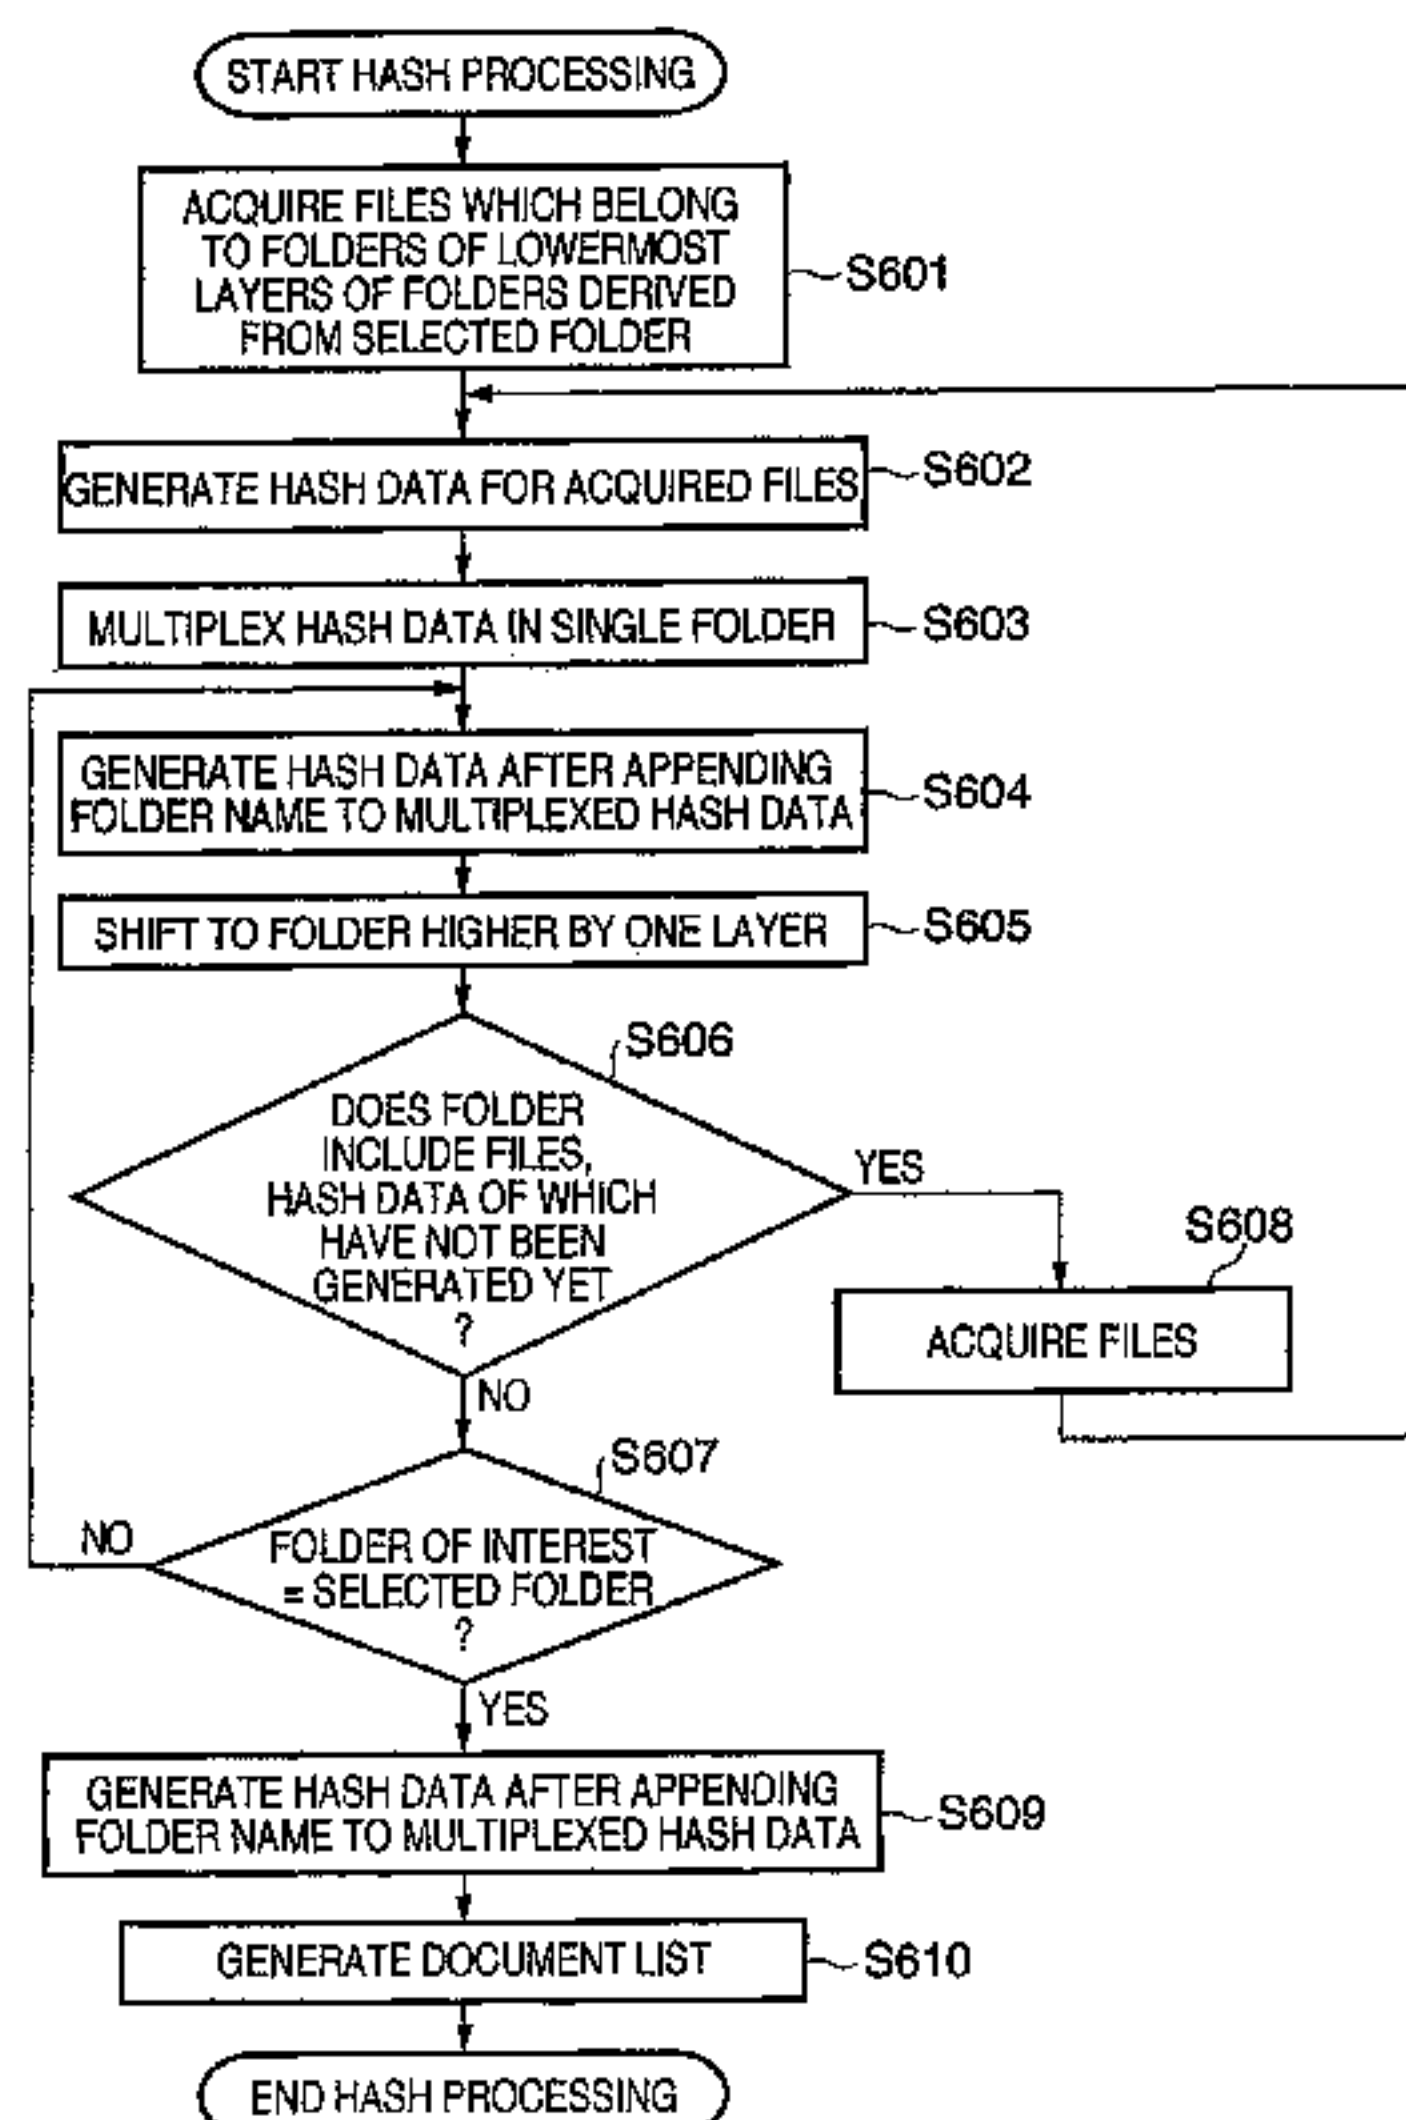 START HASH PROCESSING
ACQUIRE FILES WHICH BELONG
TO FOLDERS OF LOWERMOST
LAYERS OF FOLDERS DERIVED
FROM SELECTED FOLDER
S601
GENERATE HASH DATA FOR ACQUIRED FILES
S602
MULTIPLEX HASH DATA IN SINGLE FOLDER
S603
GENERATE HASH DATA AFTER APPENDING
FOLDER NAME TO MULTIPLEXED HASH DATA
S604
SHIFT TO FOLDER HIGHER BY ONE LAYER
S605
S606
DOES FOLDER
INCLUDE FILES,
HASH DATA OF WHICH
HAVE NOT BEEN
GENERATED YET
?
YES
S608
ACQUIRE FILES
NO
S607
FOLDER OF INTEREST
= SELECTED FOLDER
?
NO
YES
GENERATE HASH DATA AFTER APPENDING
FOLDER NAME TO MULTIPLEXED HASH DATA
S609
GENERATE DOCUMENT LIST
S610
END HASH PROCESSING